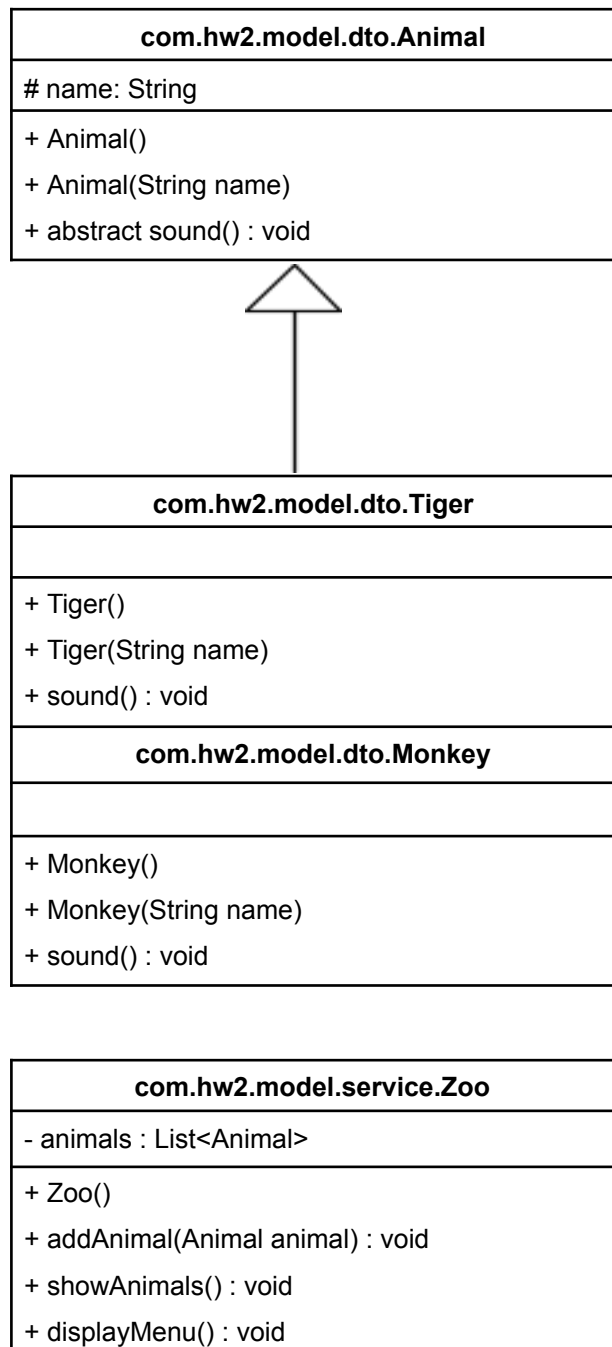 com.hw2.model.dto.Animal
# name: String
+ Animal()
+ Animal(String name)
+ abstract sound() : void
com.hw2.model.dto.Tiger
+ Tiger()
+ Tiger(String name)
+ sound() : void
com.hw2.model.dto.Monkey
+ Monkey()
+ Monkey(String name)
+ sound() : void
com.hw2.model.service.Zoo
- animals : List<Animal>
+ Zoo()
+ addAnimal(Animal animal) : void
+ showAnimals() : void
+ displayMenu() : void